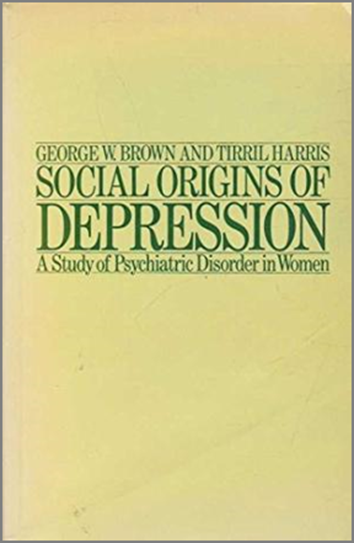 GEORGE W. BROWN AND TIRRIL HARRIS
SOCIAL ORIGINS OF
DEPRESSION
A Study of Psychiatric Disorder in Women